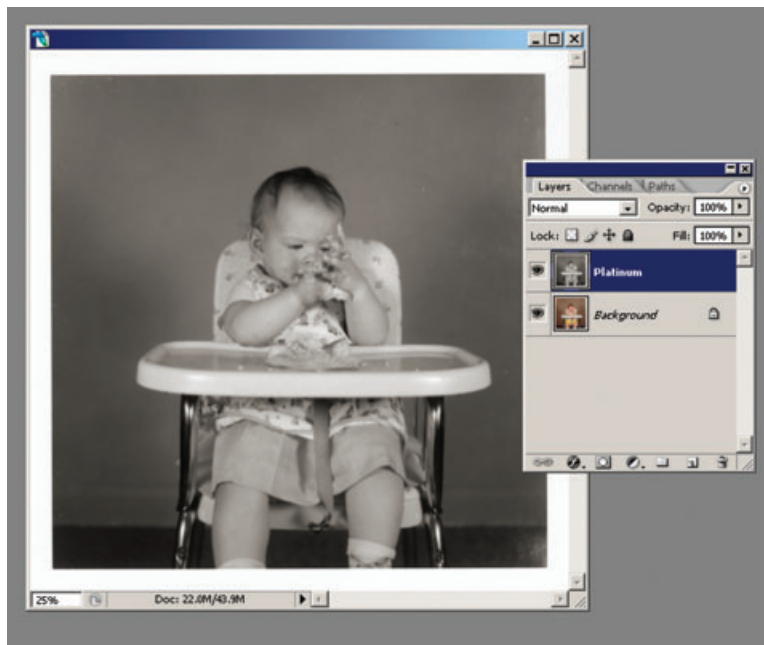 Layers Channels Paths
Normal Opacity: 100%
Lock: Fill: 100%
Platinum
Background
25% Doc: 22.0M/43.9M